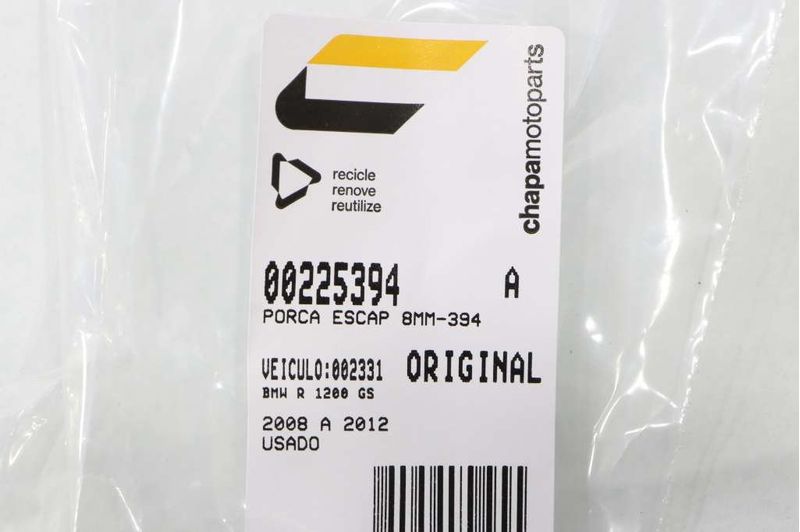 chapamotoparts
recicle
renove
reutilize
00225394 A
PORCA ESCAP 8MM-394
VEICULO:002331 ORIGINAL
BMW R 1200 GS
2008 A 2012
USADO